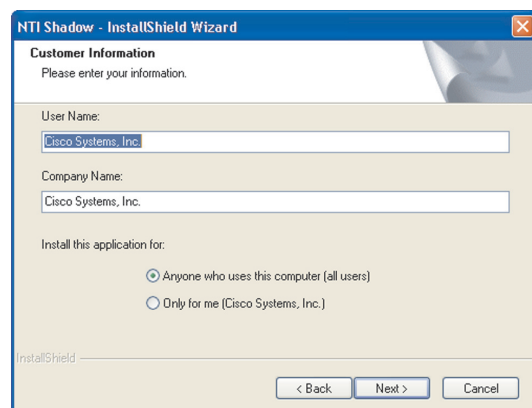 NTI Shadow - InstallShield Wizard
Customer Information
Please enter your information.
User Name:
Cisco Systems, Inc.
Company Name:
Cisco Systems, Inc.
Install this application for:
Anyone who uses this computer (all users)
Only for me (Cisco Systems, Inc.)
InstallShield
< Back Next > Cancel